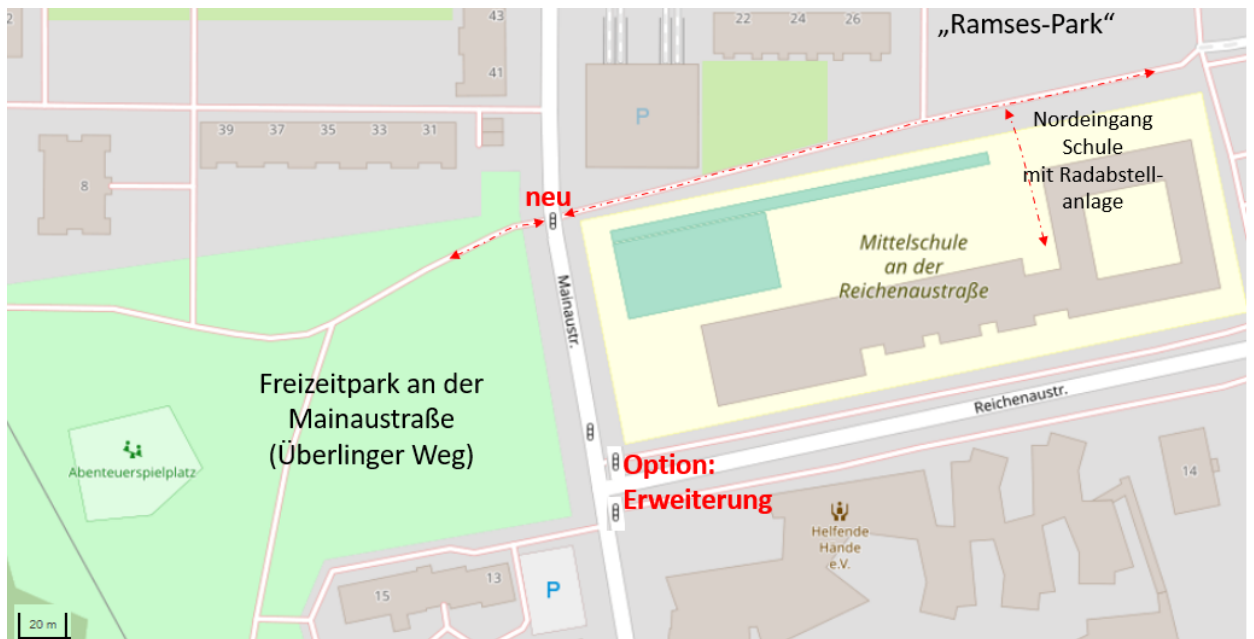 2
43
41
22
24
26
„Ramses-Park“
P
39
37
35
33
31
8
neu
Nordeingang
Schule
mit Radabstell-
anlage
Mittelschule
an der
Reichenaustraße
Mainaustr.
Freizeitpark an der
Mainaustraße
(Überlinger Weg)
Abenteuerspielplatz
Reichenaustr.
Option:
Erweiterung
14
Helfende
Hände
e.V.
13
15
P
20 m